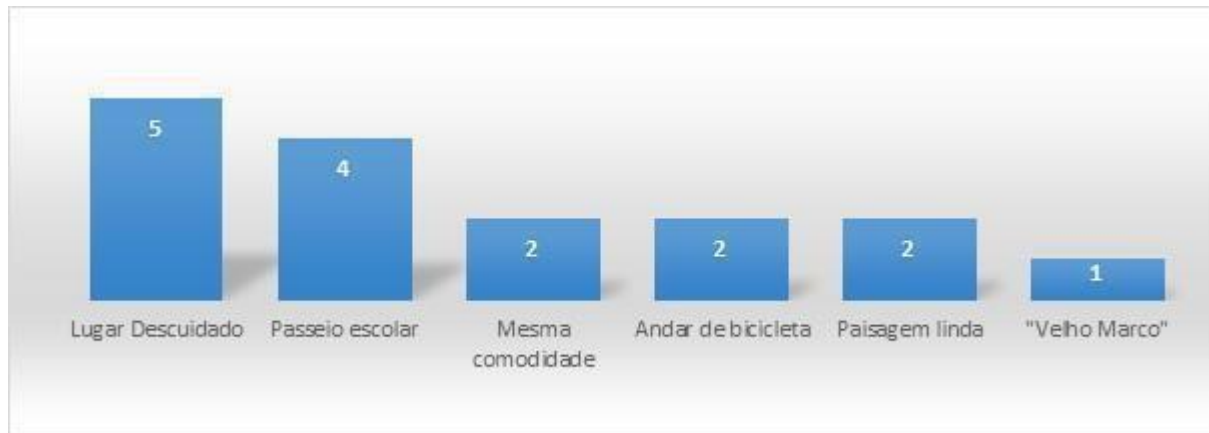 5
4
2
2
2
1
Lugar Descuidado
Passeio escolar
Mesma
comodidade
Andar de bicicleta
Paisagem linda
"Velho Marco"